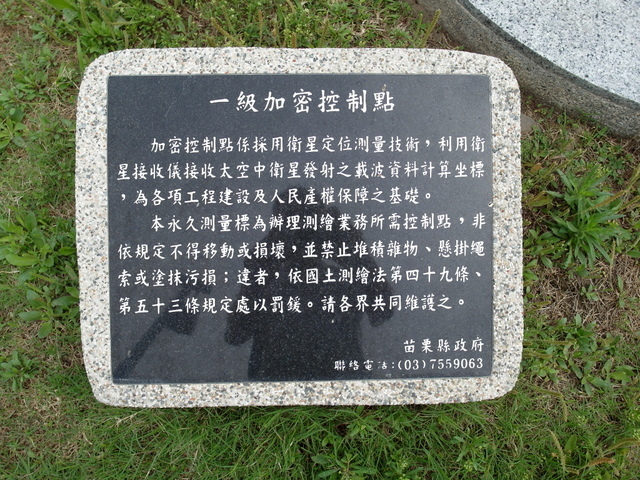 一級加密控制點
加密控制點係採用衛星定位測量技術，利用衛
星接收儀接收太空中衛星發射之載波資料計算坐標
，為各項工程建設及人民產權保障之基礎。
本永久測量標為辦理測繪業務所需控制點，非
依規定不得移動或損壞，並禁止堆積雜物、懸掛繩
索或塗抹污損；違者，依國土測繪法第四十九條、
第五十三條規定處以罰鍰。請各界共同維護之。
苗栗縣政府
聯絡電話:(03)7559063